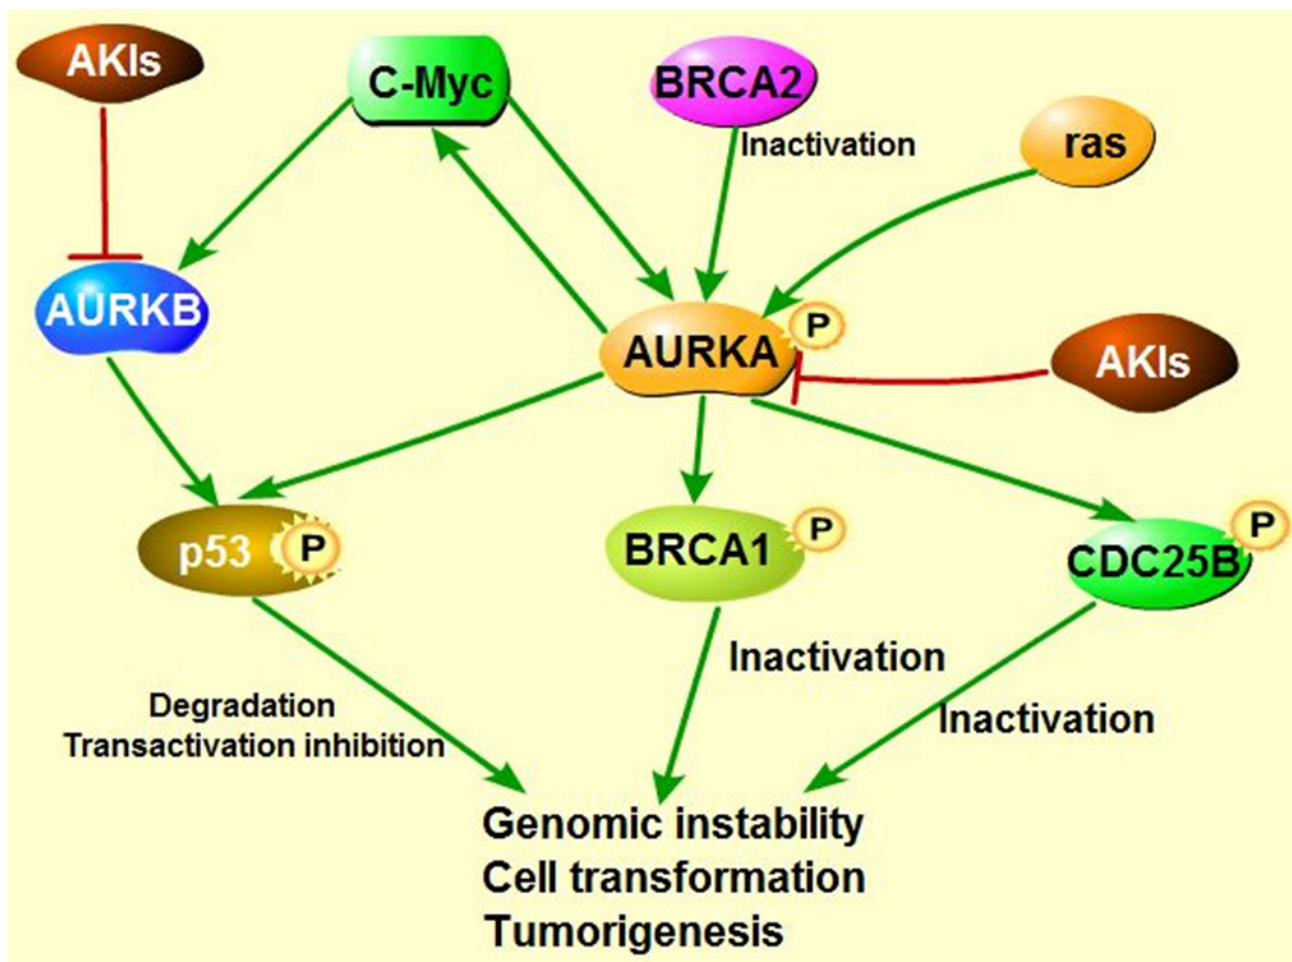 AKIs
C-Myc
BRCA2
Inactivation
ras
AURKB
AURKA
P
AKIs
p53
P
BRCA1
P
CDC25B
P
Inactivation
Degradation
Transactivation inhibition
Inactivation
Genomic instability
Cell transformation
Tumorigenesis